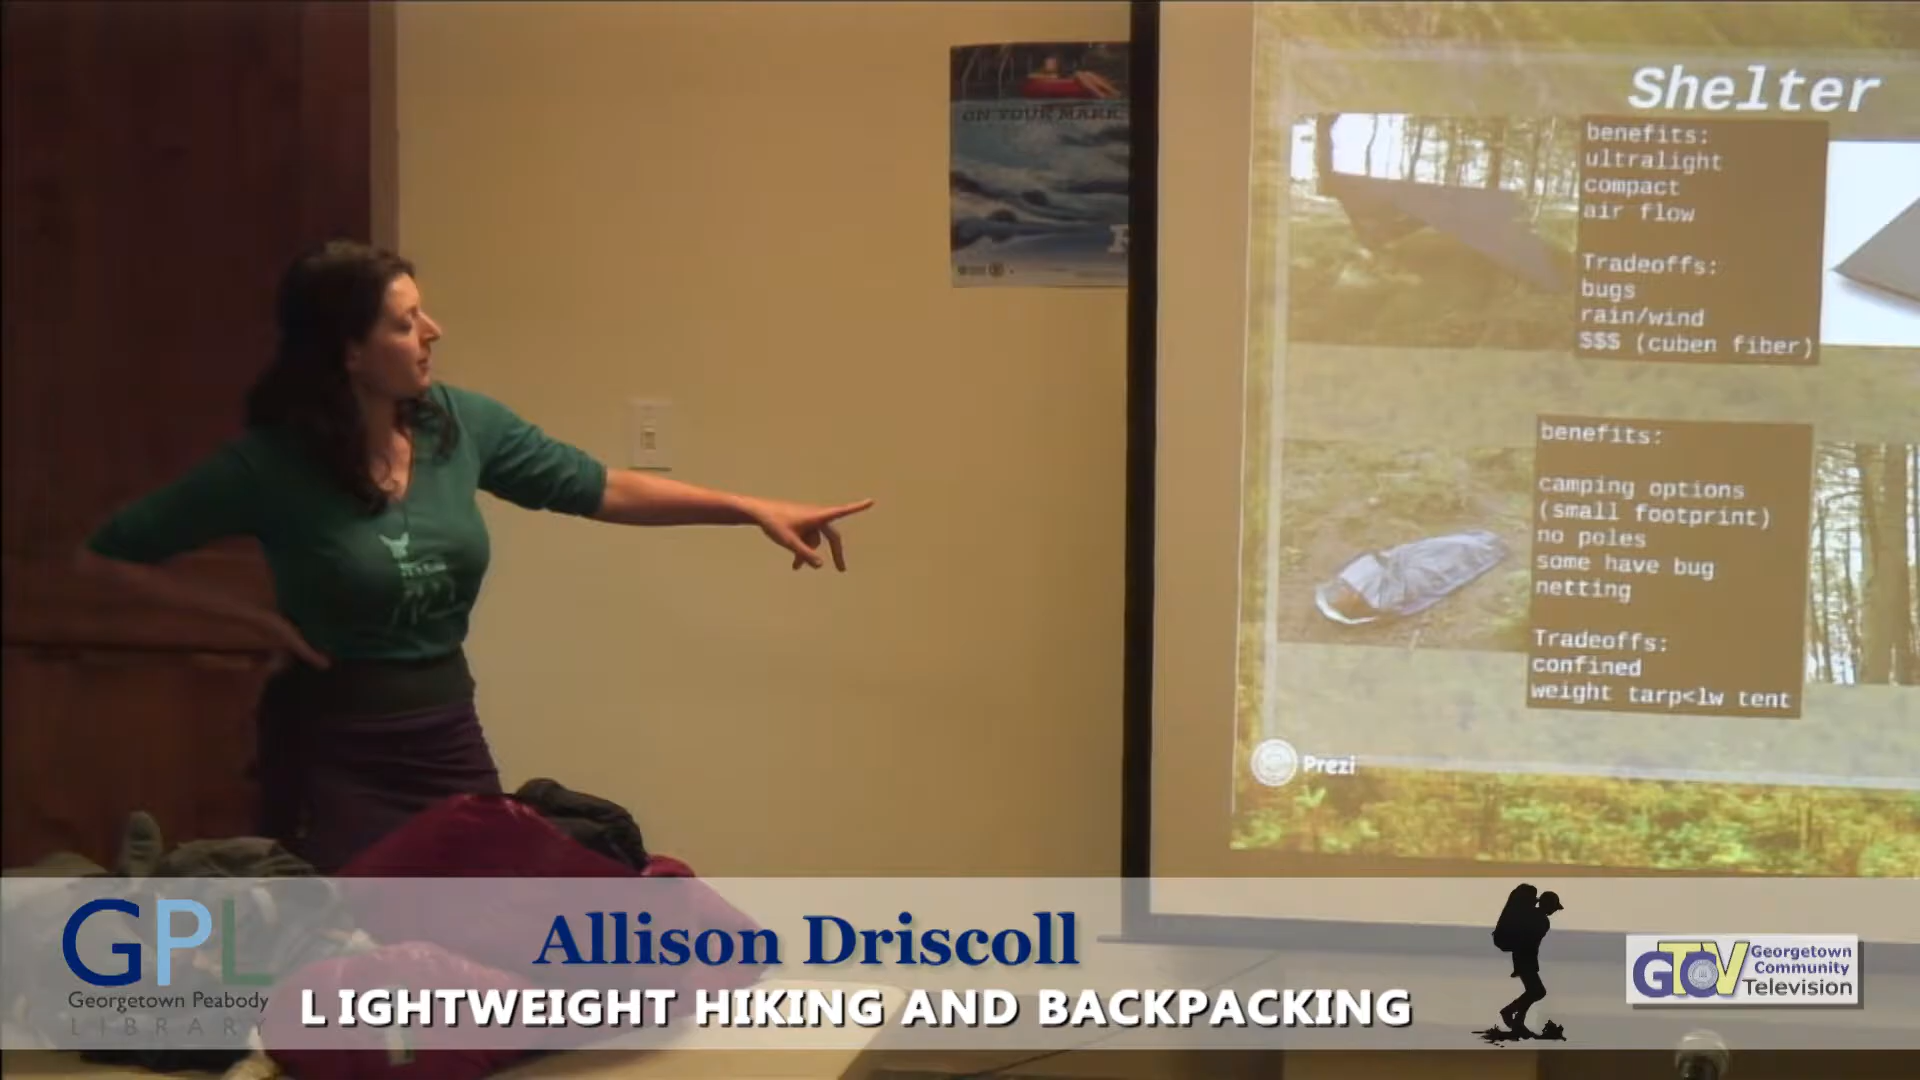 ON YOUR MARK,
Shelter
benefits:
ultralight
compact
air flow
Tradeoffs:
bugs
rain/wind
$$$ (cuben fiber)
benefits:
camping options
(small footprint)
no poles
some have bug
netting
Tradeoffs:
confined
weight tarp<lw tent
Prezi
GPL
Georgetown Peabody
LIBRARY
Allison Driscoll
LIGHTWEIGHT HIKING AND BACKPACKING
GCTV
Georgetown
Community
Television